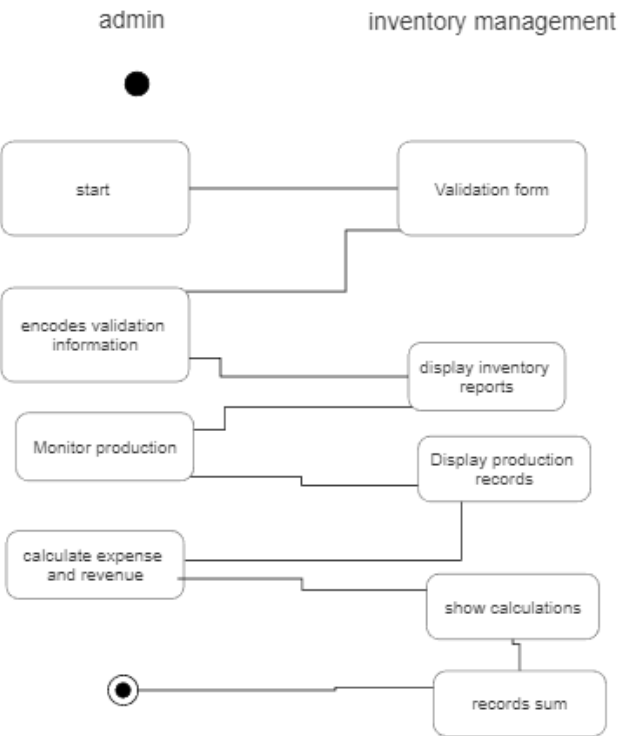 admin
inventory management
start
Validation form
encodes validation
information
display inventory
reports
Monitor production
Display production
records
calculate expense
and revenue
show calculations
records sum